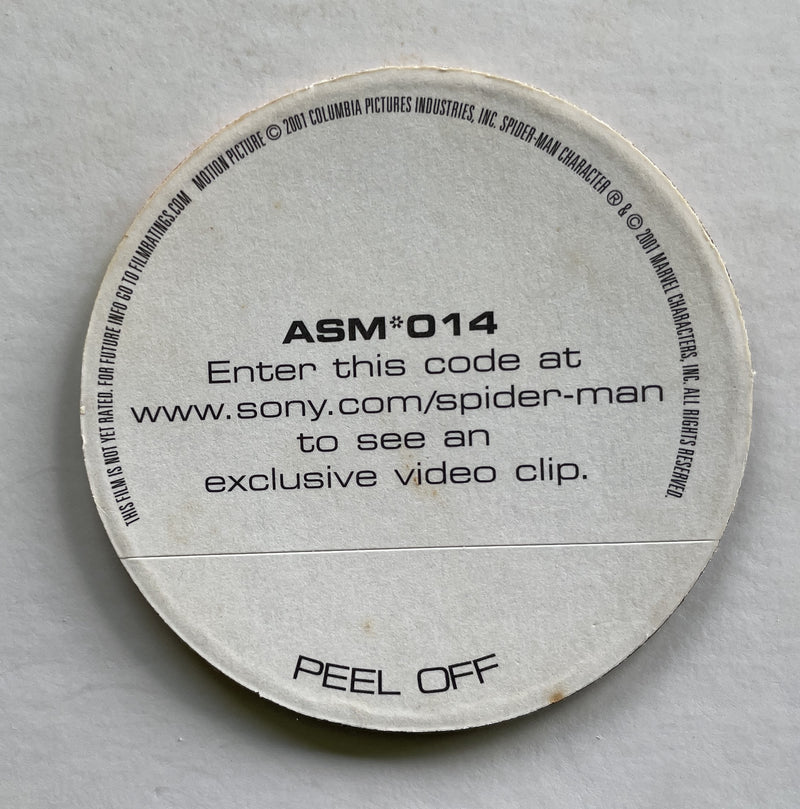 THIS FILM IS NOT YET RATED. FOR FUTURE INFO GO TO FILMRATINGS.COM MOTION PICTURE © 2001 COLUMBIA PICTURES INDUSTRIES, INC. SPIDER-MAN CHARACTER ® & © 2001 MARVEL CHARACTERS, INC. ALL RIGHTS RESERVED.
ASM*014
Enter this code at
www.sony.com/spider-man
to see an
exclusive video clip.
PEEL OFF